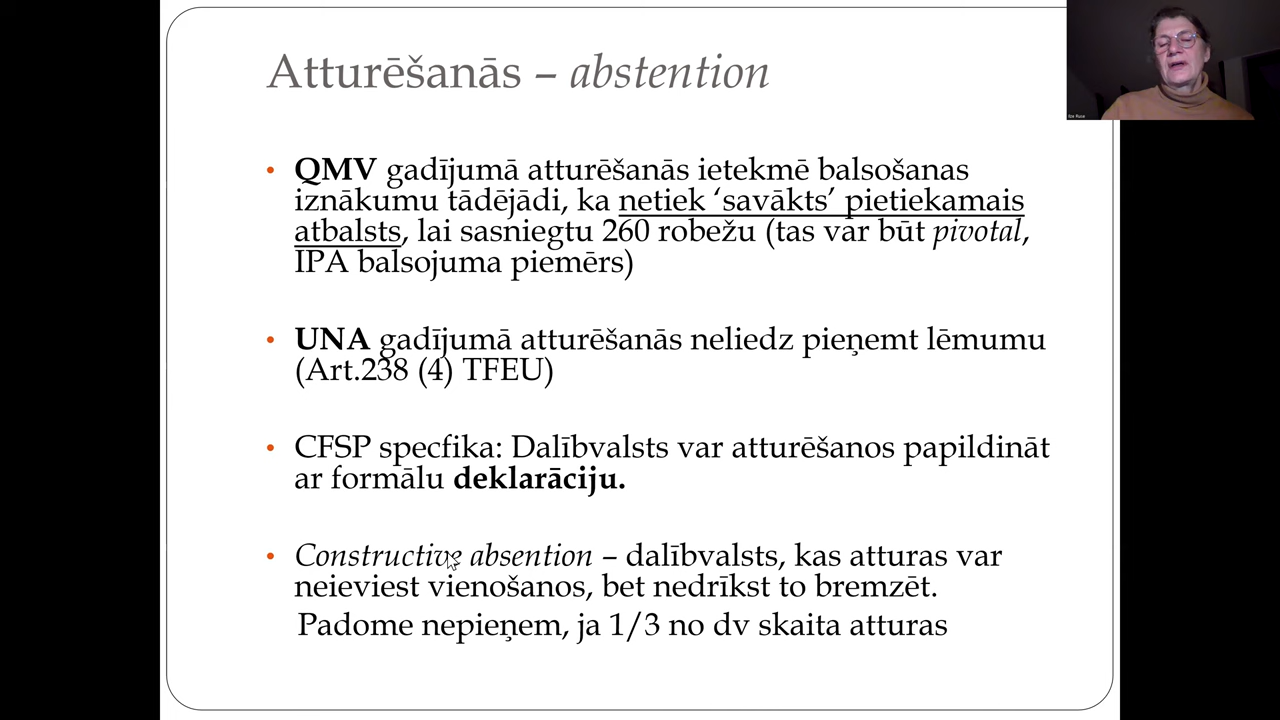 Atturēšanās – abstention
• QMV gadījumā atturēšanās ietekmē balsošanas
iznākumu tādējādi, ka netiek ‘savākts’ pietiekamais
atbalsts, lai sasniegtu 260 robežu (tas var būt pivotal,
IPA balsojuma piemērs)
• UNA gadījumā atturēšanās neliedz pieņemt lēmumu
(Art.238 (4) TFEU)
• CFSP specfika: Dalībvalsts var atturēšanos papildināt
ar formālu deklarāciju.
• Constructive absention – dalībvalsts, kas atturas var
neieviest vienošanos, bet nedrīkst to bremzēt.
Padome nepieņem, ja 1/3 no dv skaita atturas